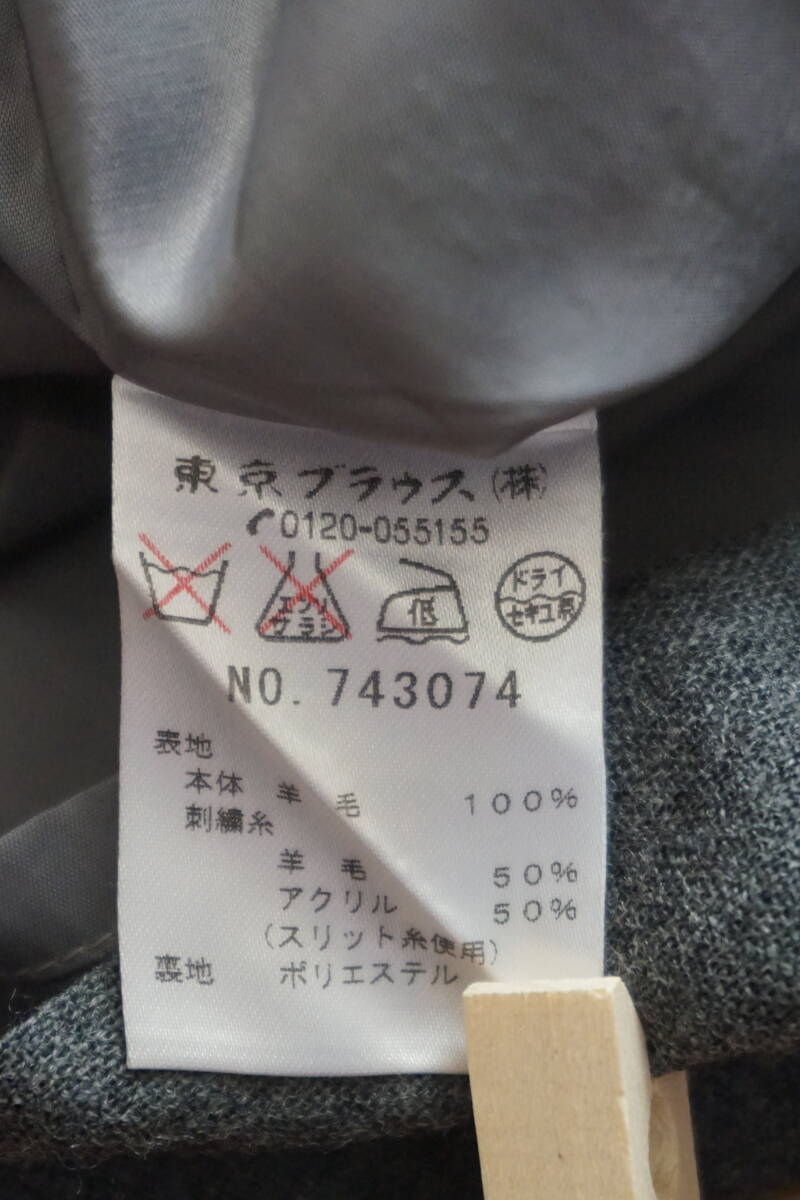 東京ブラウス(株)
0120-055155
エンソ サラシ 低 ドライ セキユ系
NO. 743074
表地
本体 羊毛 100%
刺繍糸
羊毛 50%
アクリル 50%
(スリット糸使用)
裏地 ポリエステル